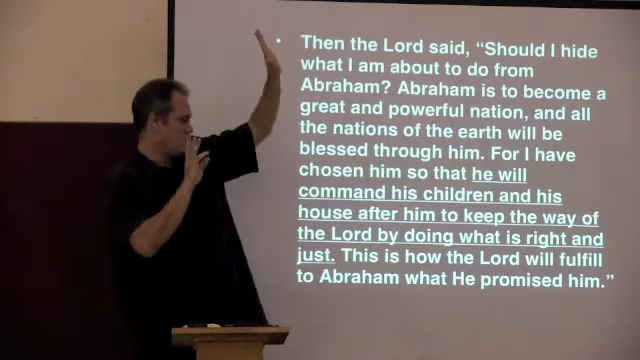 • Then the Lord said, “Should I hide
what I am about to do from
Abraham? Abraham is to become a
great and powerful nation, and all
the nations of the earth will be
blessed through him. For I have
chosen him so that he will
command his children and his
house after him to keep the way of
the Lord by doing what is right and
just. This is how the Lord will fulfill
to Abraham what He promised him.”